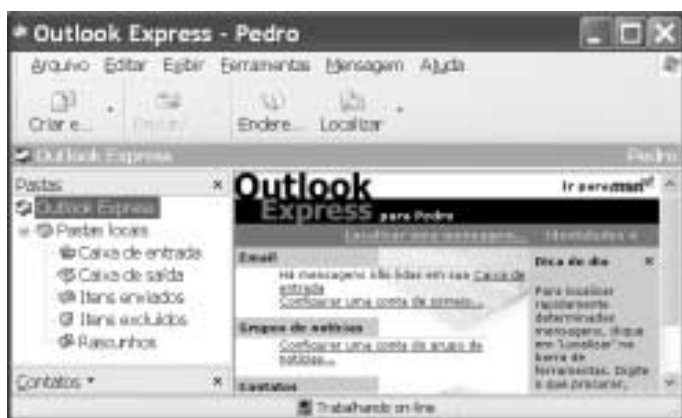 Outlook Express - Pedro
Arquivo Editar Exibir Ferramentas Mensagem Ajuda
Criar e... Enviar/... Endere... Localizar
Outlook Express Pedro
Pastas
Outlook Express
Pastas locais
Caixa de entrada
Caixa de saída
Itens enviados
Itens excluídos
Rascunhos
Contatos
Outlook
Express para Pedro
Ir para msn
Localizar uma mensagem... Identidades
Email
Há mensagens não lidas em sua Caixa de
entrada
Configurar uma conta de correio...
Grupos de notícias
Configurar uma conta de grupo de
notícias...
Contatos
Dica do dia
Para localizar
rapidamente
determinadas
mensagens, clique
em "Localizar" na
barra de
ferramentas. Digite
o que procurar,
Trabalhando on-line